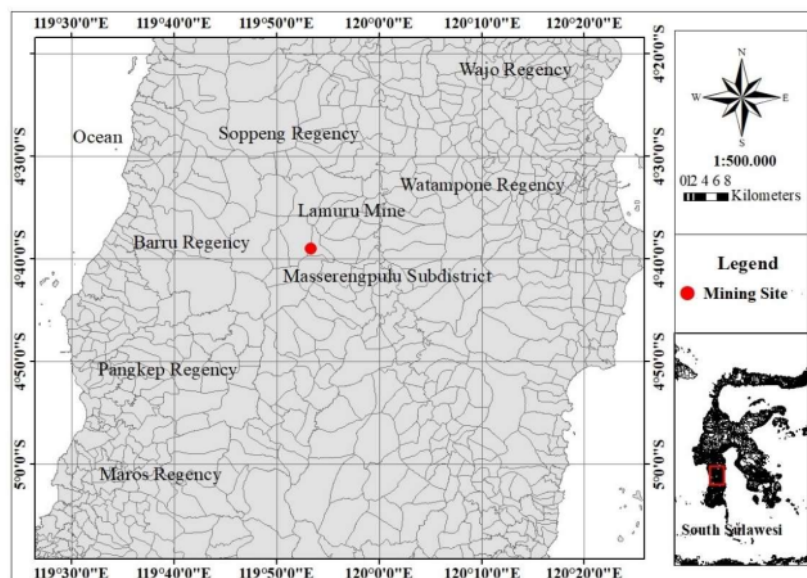 119°30'0"E 119°40'0"E 119°50'0"E 120°0'0"E 120°10'0"E 120°20'0"E
4°20'0"S
Wajo Regency
Ocean
Soppeng Regency
4°30'0"S
Watampone Regency
Lamuru Mine
Barru Regency
4°40'0"S
Masserengpulu Subdistrict
4°50'0"S
Pangkep Regency
5°0'0"S
Maros Regency
4°30'0"S
4°40'0"S
4°50'0"S
5°0'0"S
119°30'0"E 119°40'0"E 119°50'0"E 120°0'0"E 120°10'0"E 120°20'0"E
N
W E
S
1:500.000
012 4 6 8
Kilometers
Legend
Mining Site
South Sulawesi